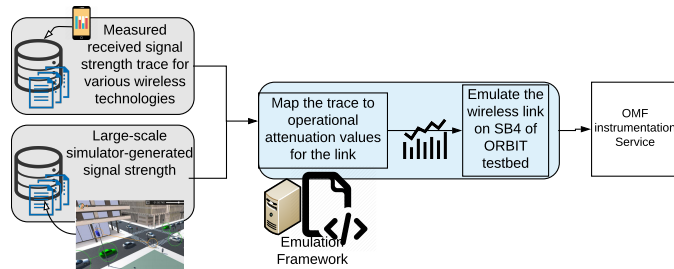 Measured
received signal
strength trace for
various wireless
technologies
Large-scale
simulator-generated
signal strength
Map the trace to
operational
attenuation values
for the link
Emulate the
wireless link
on SB4 of
ORBIT
testbed
OMF
instrumentation
Service
Emulation
Framework